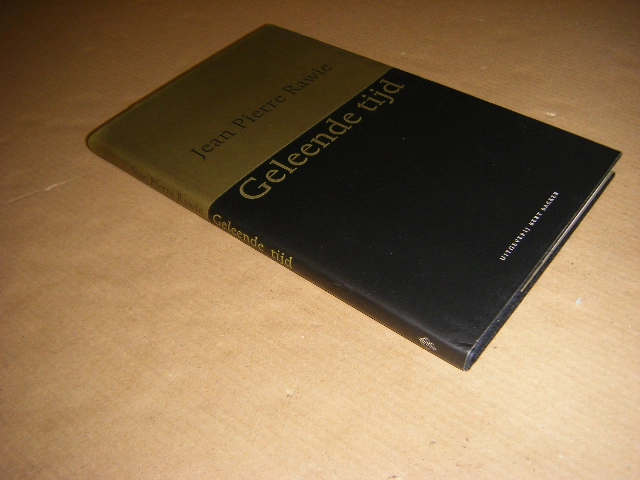 Jean Pierre Rawie
Geleende tijd
UITGEVERIJ BERT BAKKER
Jean Pierre Rawie
Geleende tijd